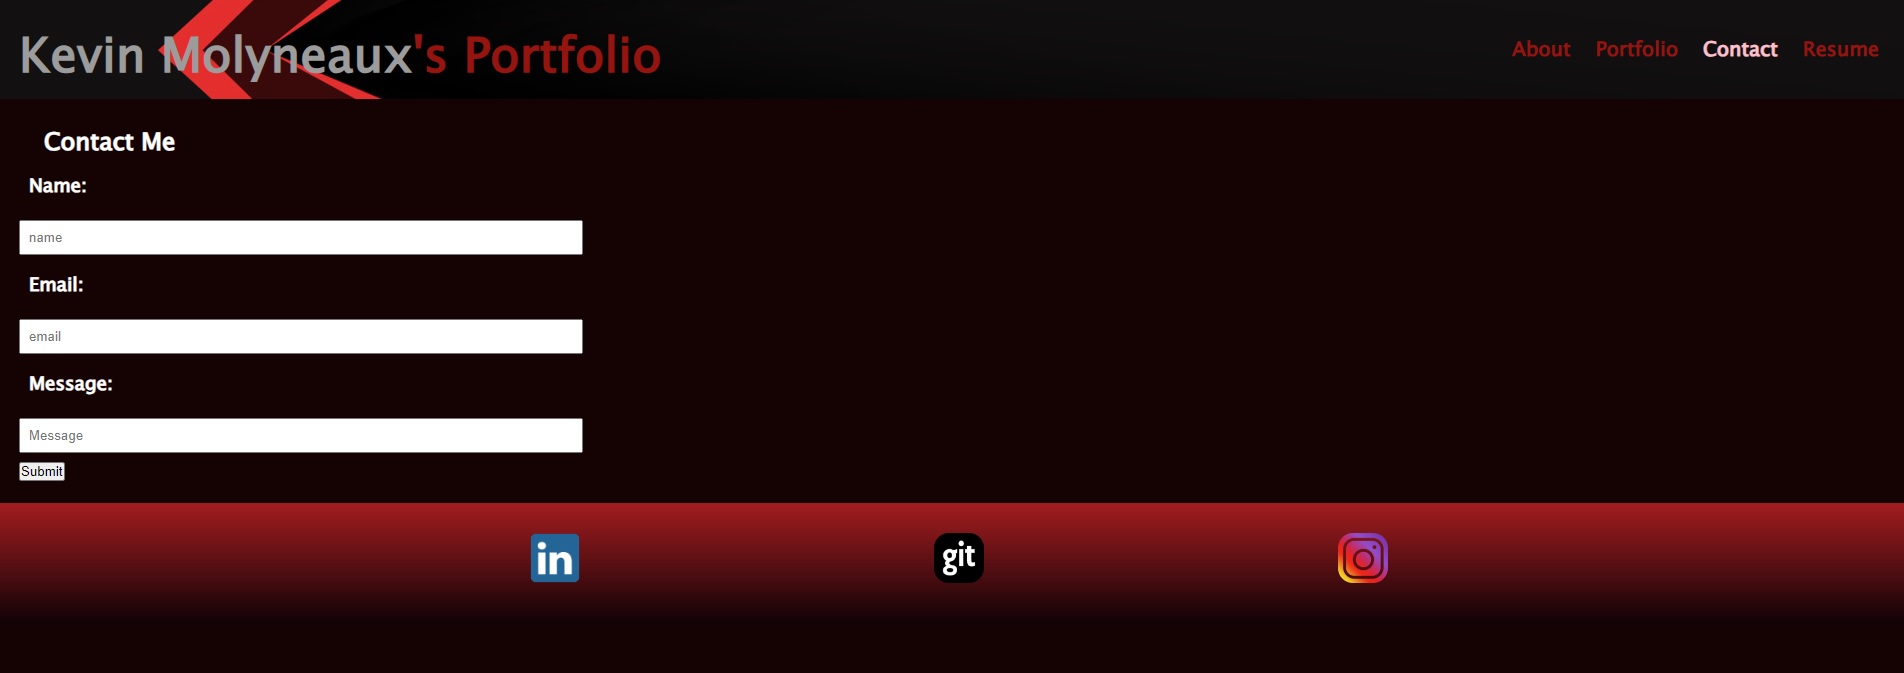 Kevin Molyneaux's Portfolio
About Portfolio Contact Resume
Contact Me
Name:
name
Email:
email
Message:
Message
Submit
in git